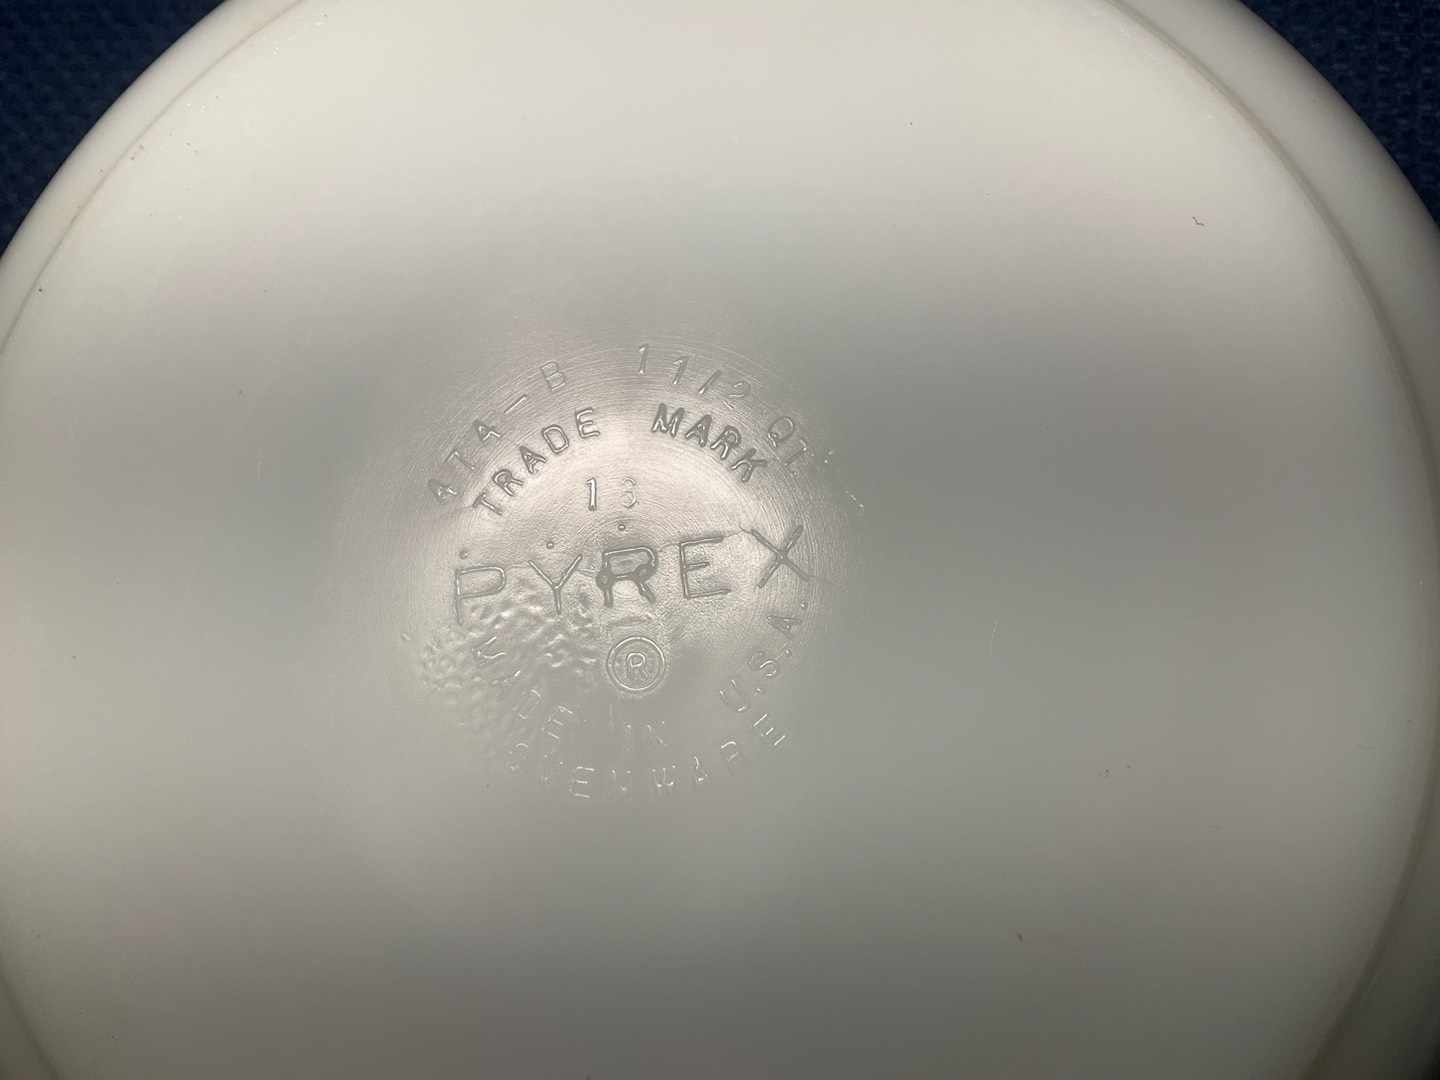 474-B 1 1/2 QT.
TRADE MARK
13
PYREX
®
MADE IN U.S.A.
OVENWARE